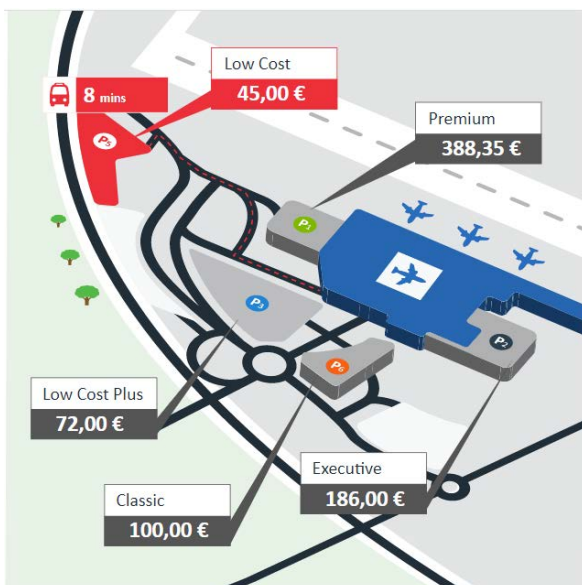 Low Cost
45,00 €
8 mins
P5
Premium
388,35 €
P1
P3
P2
P6
Low Cost Plus
72,00 €
Executive
186,00 €
Classic
100,00 €